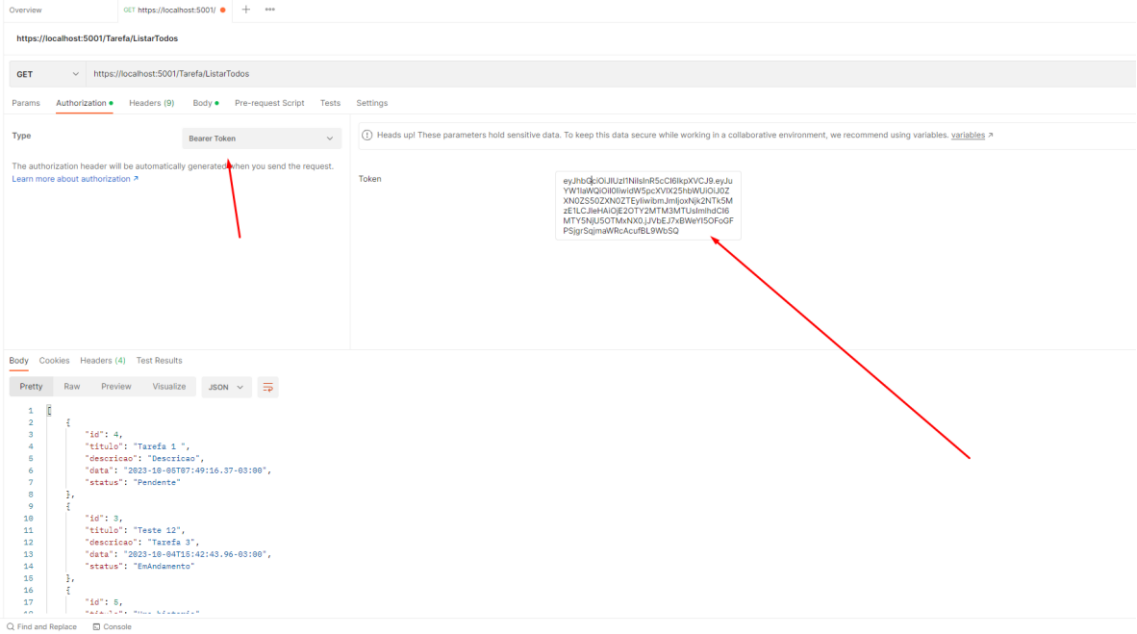 Overview
GET https://localhost:5001/
https://localhost:5001/Tarefa/ListarTodos
GET
https://localhost:5001/Tarefa/ListarTodos
Params Authorization Headers (9) Body Pre-request Script Tests Settings
Type
Bearer Token
Heads up! These parameters hold sensitive data. To keep this data secure while working in a collaborative environment, we recommend using variables. variables ↗
The authorization header will be automatically generated when you send the request.
Learn more about authorization ↗
Token
Body Cookies Headers (4) Test Results
Pretty Raw Preview Visualize JSON
1 [
2 {
3 "id": 4,
4 "titulo": "Tarefa 1 ",
5 "descricao": "Descricao",
6 "data": "2023-10-05T07:49:16.37-03:00",
7 "status": "Pendente"
8 },
9 {
10 "id": 3,
11 "titulo": "Teste 12",
12 "descricao": "Tarefa 3",
13 "data": "2023-10-04T15:42:43.96-03:00",
14 "status": "EmAndamento"
15 },
16 {
17 "id": 5,
Find and Replace Console